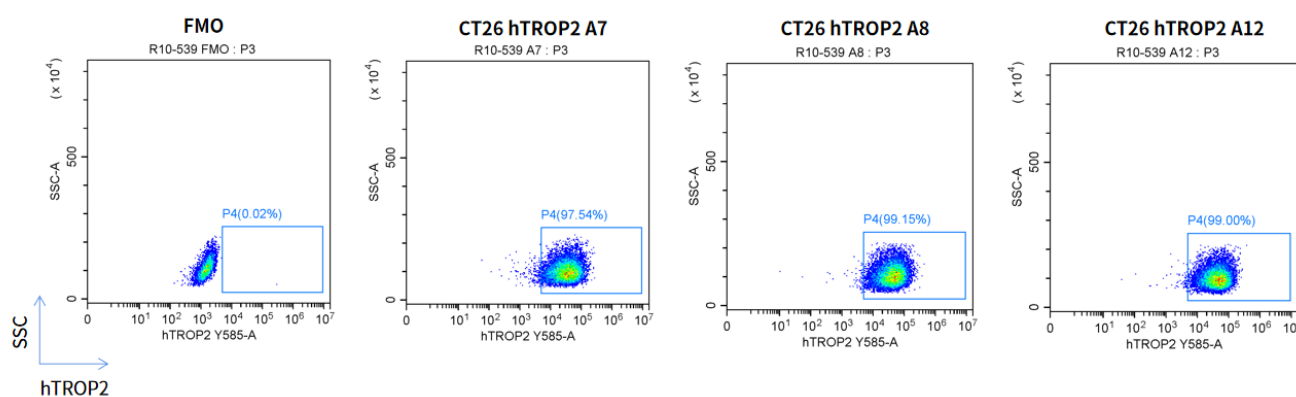 FMO
R10-539 FMO : P3
(x 10⁴)
SSC-A
500
0
P4(0.02%)
0 10¹ 10² 10³ 10⁴ 10⁵ 10⁶ 10⁷
hTROP2 Y585-A
CT26 hTROP2 A7
R10-539 A7 : P3
(x 10⁴)
SSC-A
500
0
P4(97.54%)
0 10¹ 10² 10³ 10⁴ 10⁵ 10⁶ 10⁷
hTROP2 Y585-A
CT26 hTROP2 A8
R10-539 A8 : P3
(x 10⁴)
SSC-A
500
0
P4(99.15%)
0 10¹ 10² 10³ 10⁴ 10⁵ 10⁶ 10⁷
hTROP2 Y585-A
CT26 hTROP2 A12
R10-539 A12 : P3
(x 10⁴)
SSC-A
500
0
P4(99.00%)
0 10¹ 10² 10³ 10⁴ 10⁵ 10⁶ 10
hTROP2 Y585-A
SSC
hTROP2